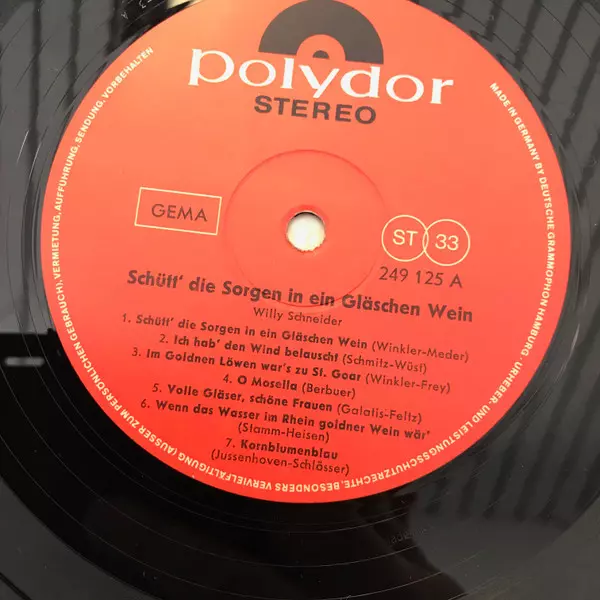 polydor
STEREO
GEMA
ST 33
249 125 A
Schütt' die Sorgen in ein Gläschen Wein
Willy Schneider
1. Schütt' die Sorgen in ein Gläschen Wein (Winkler-Meder)
2. Ich hab' den Wind belauscht (Schmitz-Wüst)
3. Im Goldnen Löwen war's zu St. Goar (Winkler-Frey)
4. O Mosella (Berbuer)
5. Volle Gläser, schöne Frauen (Galatis-Feltz)
6. Wenn das Wasser im Rhein goldner Wein wär'
(Stamm-Heisen)
7. Kornblumenblau
(Jussenhoven-Schlösser)
MADE IN GERMANY BY DEUTSCHE GRAMMOPHON HAMBURG · URHEBER- UND LEISTUNGSSCHUTZRECHTE, BESONDERS VERVIELFÄLTIGUNG (AUSSER ZUM PERSÖNLICHEN GEBRAUCH), VERMIETUNG, AUFFÜHRUNG, SENDUNG, VORBEHALTEN